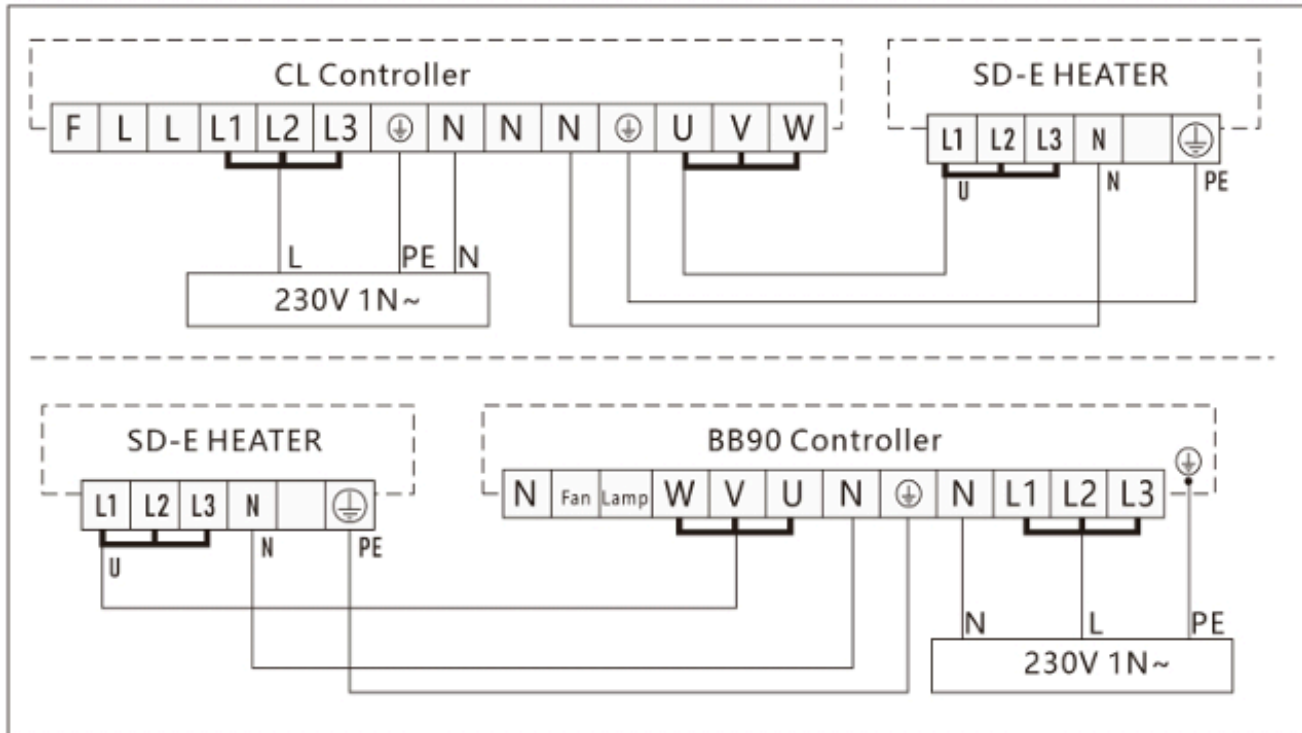 CL Controller
F L L L1 L2 L3 ⏚ N N N ⏚ U V W
L PE N
230V 1N~
SD-E HEATER
L1 L2 L3 N ⏚
U N PE
SD-E HEATER
L1 L2 L3 N ⏚
U N PE
BB90 Controller
N Fan Lamp W V U N ⏚ N L1 L2 L3 ⏚
N L PE
230V 1N~